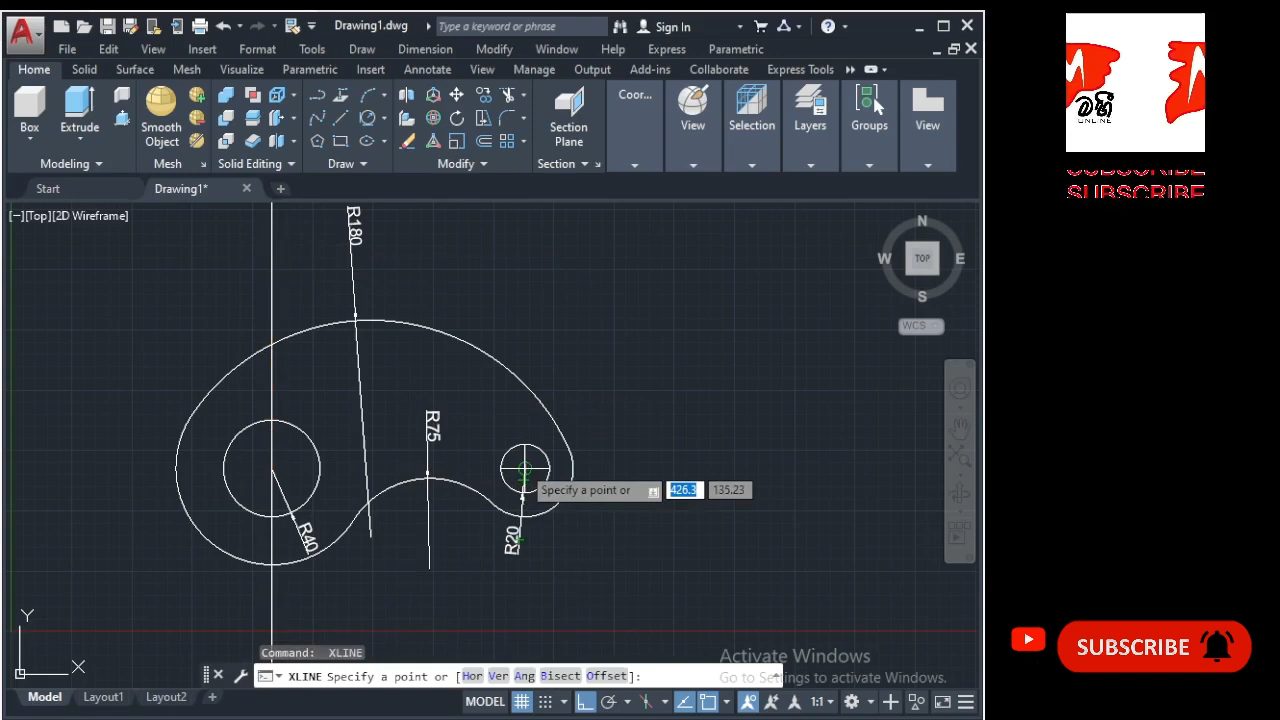 Drawing1.dwg
Type a keyword or phrase
Sign In
File Edit View Insert Format Tools Draw Dimension Modify Window Help Express Parametric
Home Solid Surface Mesh Visualize Parametric Insert Annotate View Manage Output Add-ins Collaborate Express Tools
Box Extrude Smooth Object Section Plane Coor... View Selection Layers Groups View
Modeling Mesh Solid Editing Draw Modify Section
Start Drawing1*
[−][Top][2D Wireframe]
N
W TOP E
S
WCS
R180
R75
R40
R20
Specify a point or 426.3 135.23
Y
X
Command: XLINE
XLINE Specify a point or [Hor Ver Ang Bisect Offset]:
Activate Windows
Go to Settings to activate Windows.
Model Layout1 Layout2
MODEL 1:1
මහී
ONLINE
SUBSCRIBE
SUBSCRIBE